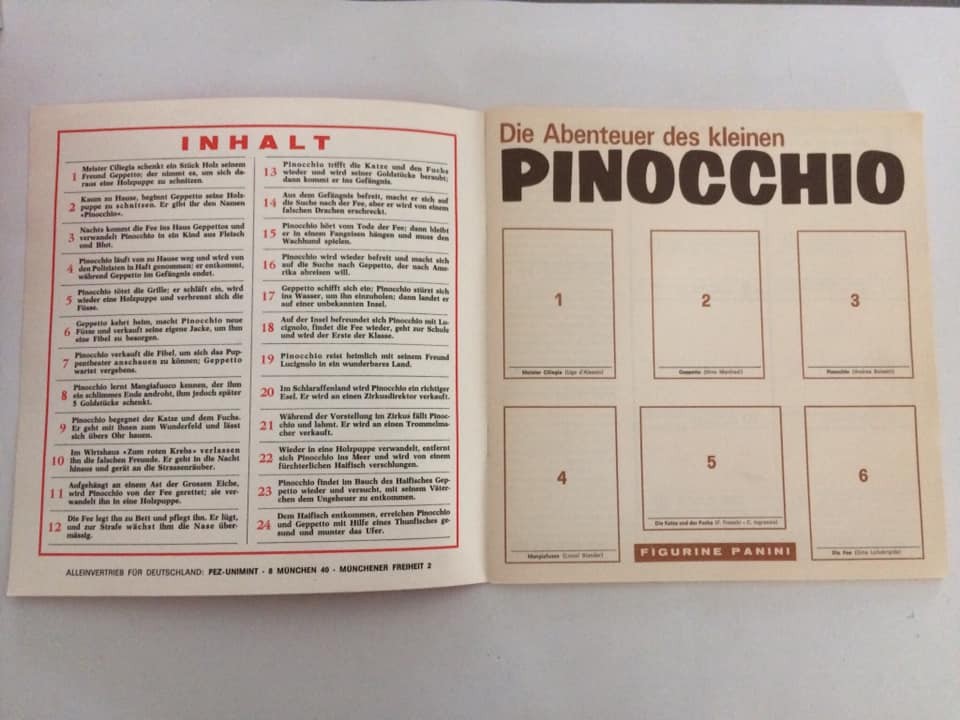 INHALT
1 Meister Ciliegia schenkt ein Stück Holz seinem
Freund Geppetto; der nimmt es, um sich da-
raus eine Holzpuppe zu schnitzen.
2 Kaum zu Hause, beginnt Geppetto seine Holz-
puppe zu schnitzen. Er gibt ihr den Namen
«Pinocchio».
3 Nachts kommt die Fee ins Haus Geppettos und
verwandelt Pinocchio in ein Kind aus Fleisch
und Blut.
4 Pinocchio läuft von zu Hause weg und wird von
den Polizisten in Haft genommen; er entkommt,
während Geppetto im Gefängnis endet.
5 Pinocchio tötet die Grille; er schläft ein, wird
wieder eine Holzpuppe und verbrennt sich die
Füsse.
6 Geppetto kehrt heim, macht Pinocchio neue
Füsse und verkauft seine eigene Jacke, um ihm
eine Fibel zu besorgen.
7 Pinocchio verkauft die Fibel, um sich das Pup-
pentheater anschauen zu können; Geppetto
wartet vergebens.
8 Pinocchio lernt Mangiafuoco kennen, der ihm
ein schlimmes Ende androht, ihm jedoch später
5 Goldstücke schenkt.
9 Pinocchio begegnet der Katze und dem Fuchs.
Er geht mit ihnen zum Wunderfeld und lässt
sich übers Ohr hauen.
10 Im Wirtshaus «Zum roten Krebs» verlassen
ihn die falschen Freunde. Er geht in die Nacht
hinaus und gerät an die Strassenräuber.
11 Aufgehängt an einem Ast der Grossen Eiche,
wird Pinocchio von der Fee gerettet; sie ver-
wandelt ihn in eine Holzpuppe.
12 Die Fee legt ihn zu Bett und pflegt ihn. Er lügt,
und zur Strafe wächst ihm die Nase über-
mässig.
13 Pinocchio trifft die Katze und den Fuchs
wieder und wird seiner Goldstücke beraubt;
dann kommt er ins Gefängnis.
14 Aus dem Gefängnis befreit, macht er sich auf
die Suche nach der Fee, aber er wird von einem
falschen Drachen erschreckt.
15 Pinocchio hört vom Tode der Fee; dann bleibt
er in einem Fangeisen hängen und muss den
Wachhund spielen.
16 Pinocchio wird wieder befreit und macht sich
auf die Suche nach Geppetto, der nach Ame-
rika abreisen will.
17 Geppetto schifft sich ein; Pinocchio stürzt sich
ins Wasser, um ihn einzuholen; dann landet er
auf einer unbekannten Insel.
18 Auf der Insel befreundet sich Pinocchio mit Lu-
cignolo, findet die Fee wieder, geht zur Schule
und wird der Erste der Klasse.
19 Pinocchio reist heimlich mit seinem Freund
Lucignolo in ein wunderbares Land.
20 Im Schlaraffenland wird Pinocchio ein richtiger
Esel. Er wird an einen Zirkusdirektor verkauft.
21 Während der Vorstellung im Zirkus fällt Pinoc-
chio und lahmt. Er wird an einen Trommelma-
cher verkauft.
22 Wieder in eine Holzpuppe verwandelt, entfernt
sich Pinocchio ins Meer und wird von einem
fürchterlichen Haifisch verschlungen.
23 Pinocchio findet im Bauch des Haifisches Gep-
petto wieder und versucht, mit seinem Väter-
chen dem Ungeheuer zu entkommen.
24 Dem Haifisch entkommen, erreichen Pinocchio
und Geppetto mit Hilfe eines Thunfisches ge-
sund und munter das Ufer.
ALLEINVERTRIEB FÜR DEUTSCHLAND: FEZ-UNIMINT - 8 MÜNCHEN 40 - MÜNCHENER FREIHEIT 2
Die Abenteuer des kleinen
PINOCCHIO
1
Meister Ciliegia (Ugo d'Alessio)
2
Geppetto (Nino Manfredi)
3
Pinocchio (Andrea Balestri)
4
Mangiafuoco (Lionel Stander)
5
Die Katze und der Fuchs (F. Franchi - C. Ingrassia)
6
Die Fee (Gina Lollobrigida)
FIGURINE PANINI